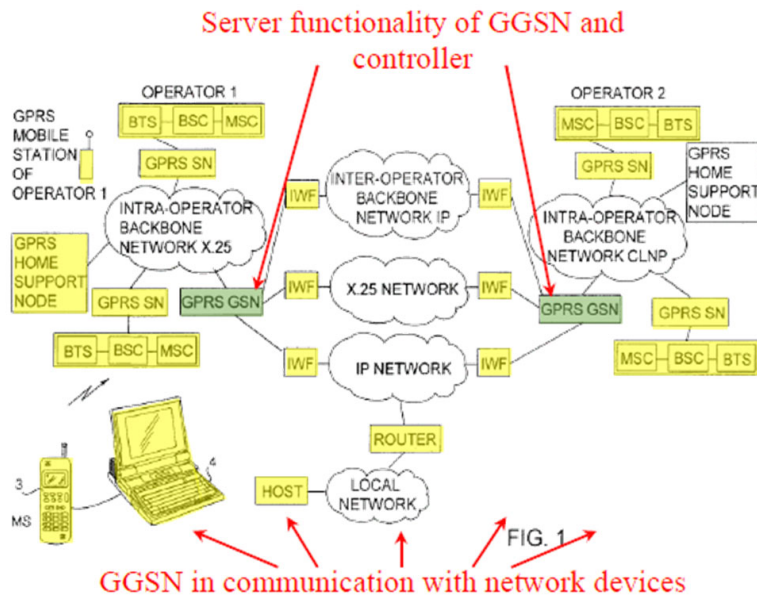 Server functionality of GGSN and
controller
OPERATOR 1
BTS BSC MSC
GPRS
MOBILE
STATION
OF
OPERATOR 1
GPRS SN
INTRA-OPERATOR
BACKBONE
NETWORK X.25
GPRS
HOME
SUPPORT
NODE
GPRS SN
GPRS GSN
BTS BSC MSC
IWF
INTER-OPERATOR
BACKBONE
NETWORK IP
IWF
IWF
X.25 NETWORK
IWF
IWF
IP NETWORK
IWF
ROUTER
HOST
LOCAL
NETWORK
OPERATOR 2
MSC BSC BTS
GPRS SN
GPRS
HOME
SUPPORT
NODE
INTRA-OPERATOR
BACKBONE
NETWORK CLNP
GPRS GSN
GPRS SN
MSC BSC BTS
3
MS
4
FIG. 1
GGSN in communication with network devices